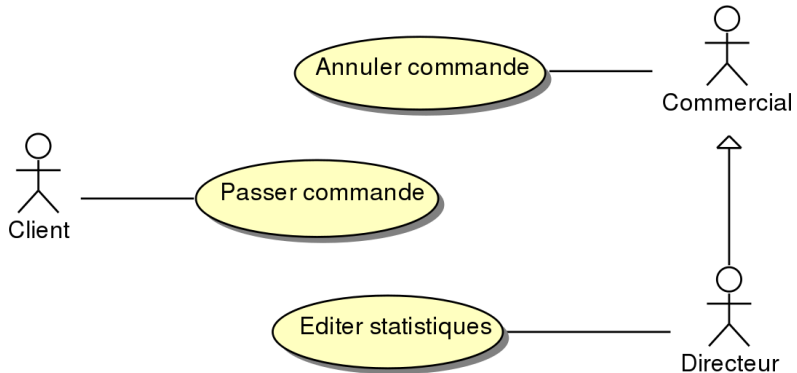 Annuler commande
Commercial
Passer commande
Client
Editer statistiques
Directeur